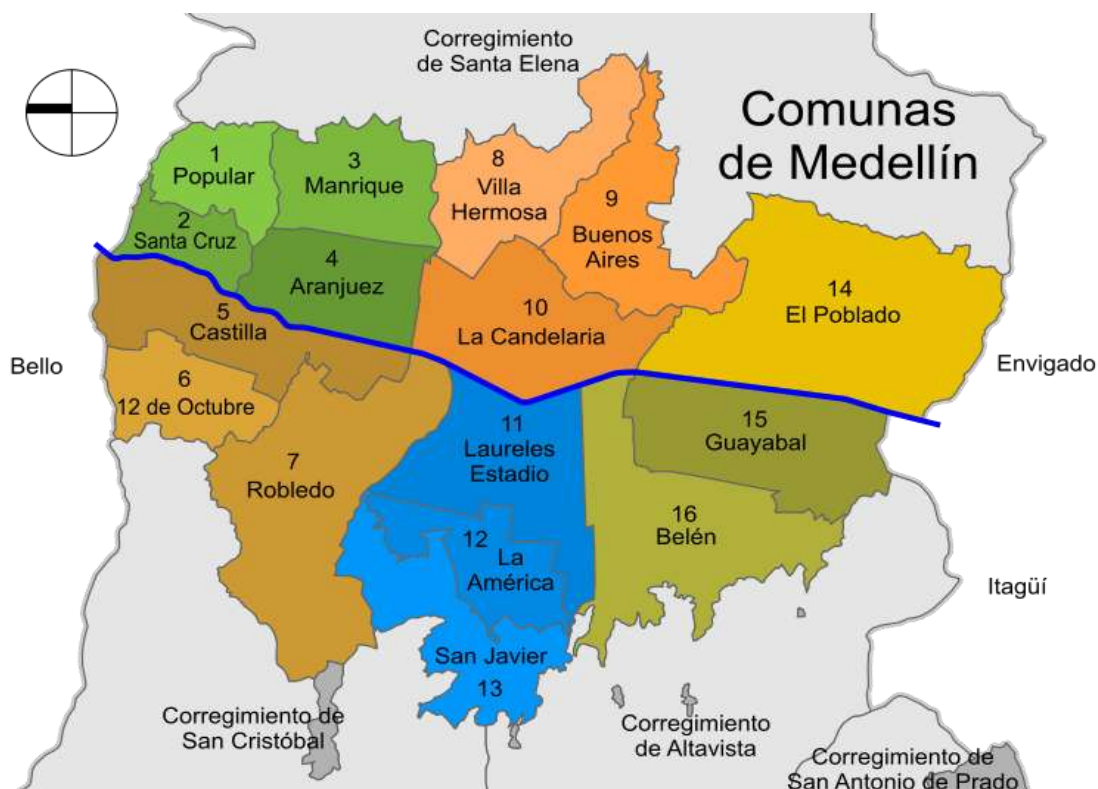 Corregimiento
de Santa Elena
Comunas
de Medellín
1
Popular
3
Manrique
8
Villa
Hermosa
9
Buenos
Aires
2
Santa Cruz
4
Aranjuez
10
La Candelaria
14
El Poblado
5
Castilla
Bello
Envigado
6
12 de Octubre
7
Robledo
11
Laureles
Estadio
15
Guayabal
16
Belén
12
La
América
Itagüí
San Javier
13
Corregimiento de
San Cristóbal
Corregimiento
de Altavista
Corregimiento de
San Antonio de Prado